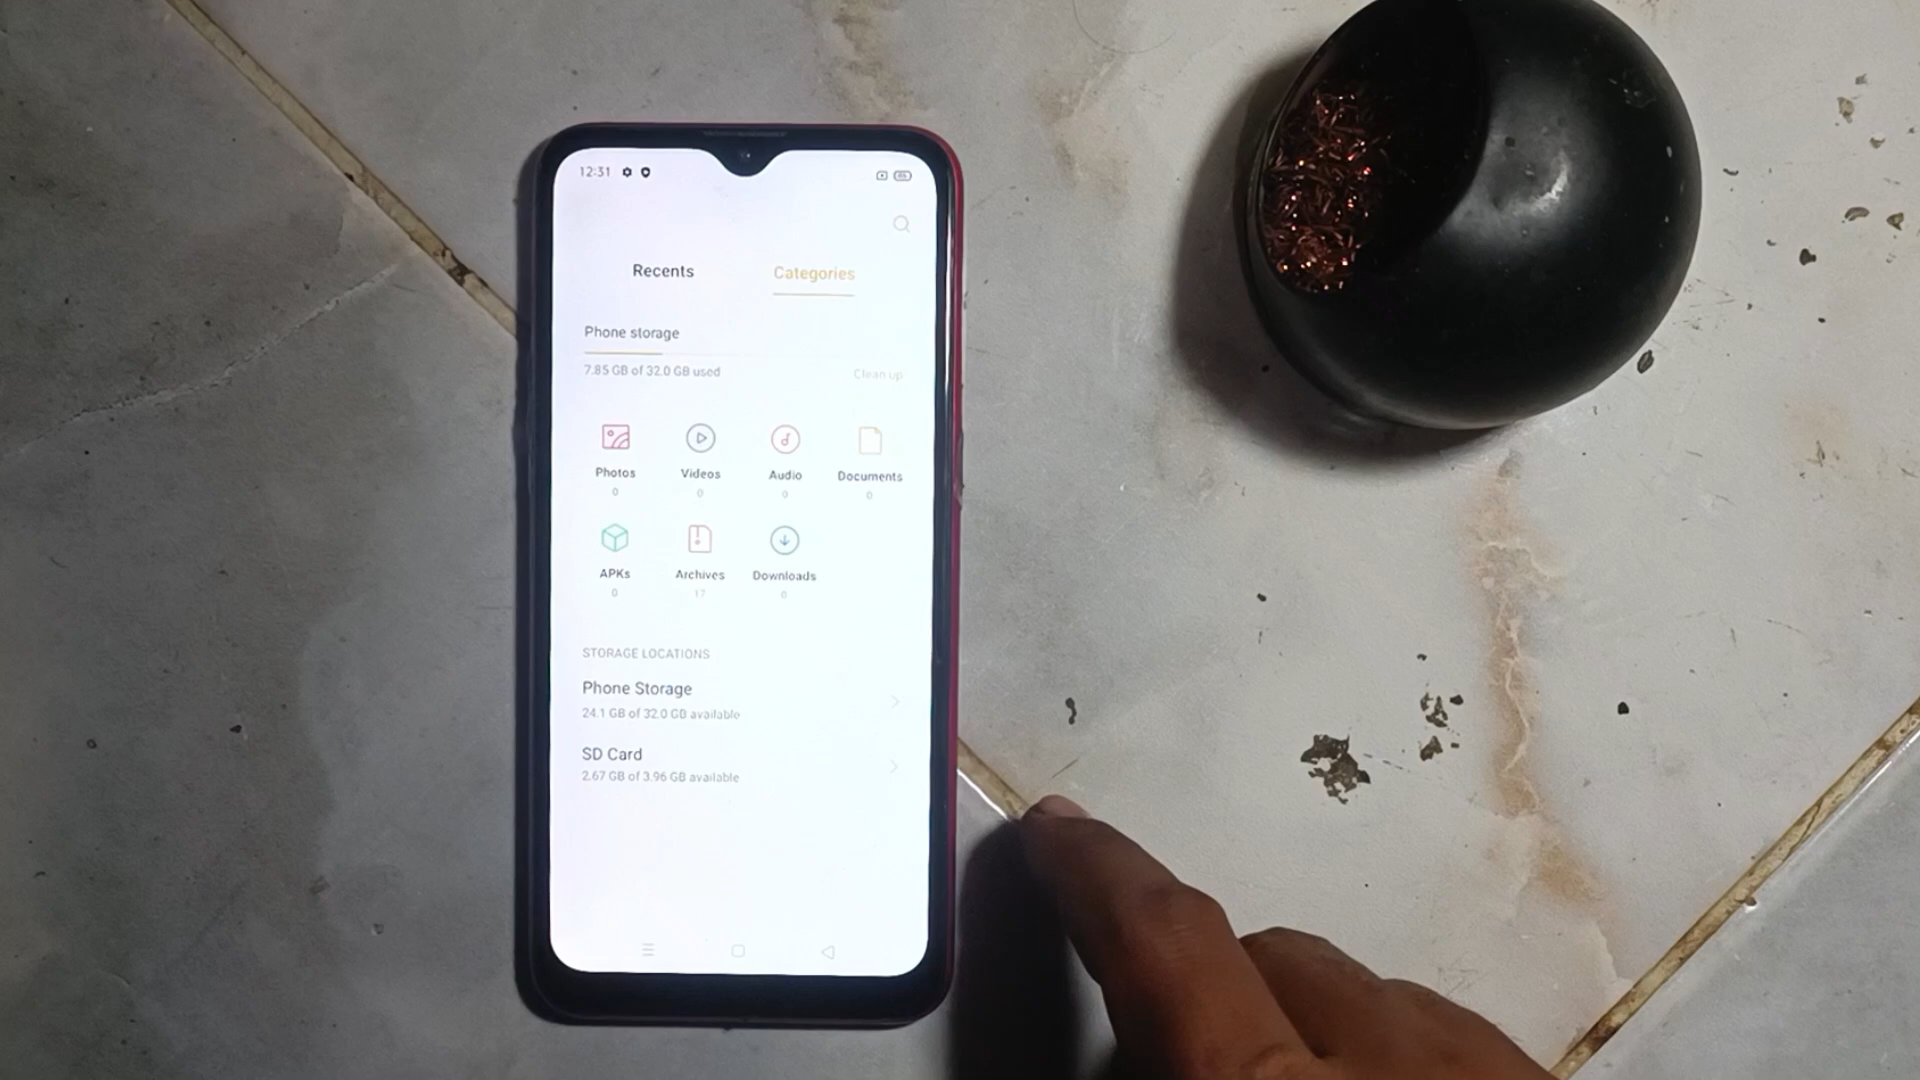 12:31
Recents
Categories
Phone storage
7.85 GB of 32.0 GB used
Clean up
Photos
0
Videos
0
Audio
0
Documents
0
APKs
0
Archives
17
Downloads
0
STORAGE LOCATIONS
Phone Storage
24.1 GB of 32.0 GB available
SD Card
2.67 GB of 3.96 GB available